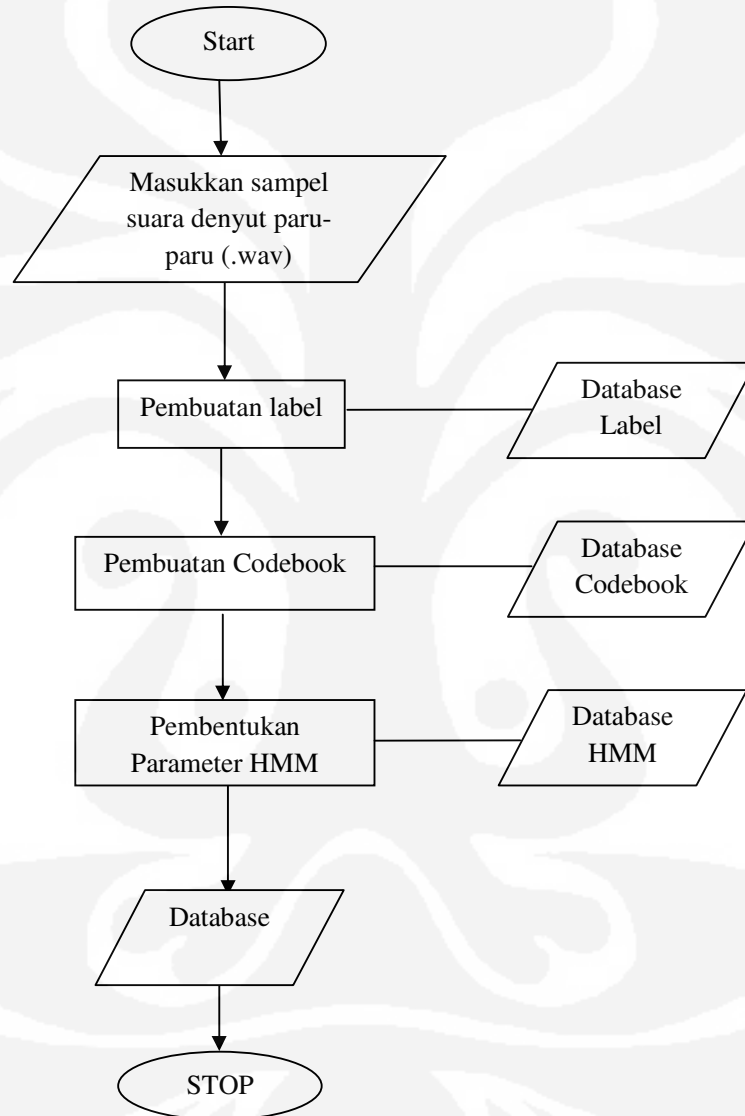 Start
Masukkan sampel
suara denyut paru-
paru (.wav)
Pembuatan label
Database
Label
Pembuatan Codebook
Database
Codebook
Pembentukan
Parameter HMM
Database
HMM
Database
STOP